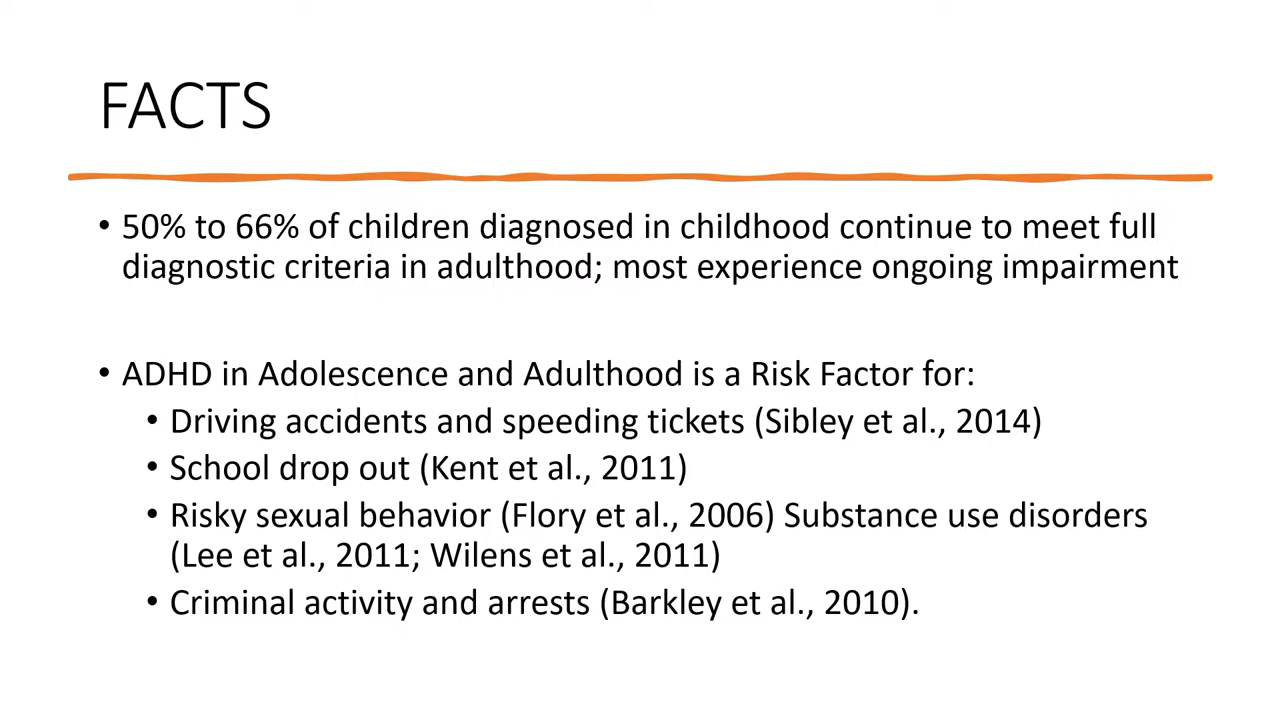 FACTS
• 50% to 66% of children diagnosed in childhood continue to meet full
diagnostic criteria in adulthood; most experience ongoing impairment
• ADHD in Adolescence and Adulthood is a Risk Factor for:
• Driving accidents and speeding tickets (Sibley et al., 2014)
• School drop out (Kent et al., 2011)
• Risky sexual behavior (Flory et al., 2006) Substance use disorders
(Lee et al., 2011; Wilens et al., 2011)
• Criminal activity and arrests (Barkley et al., 2010).